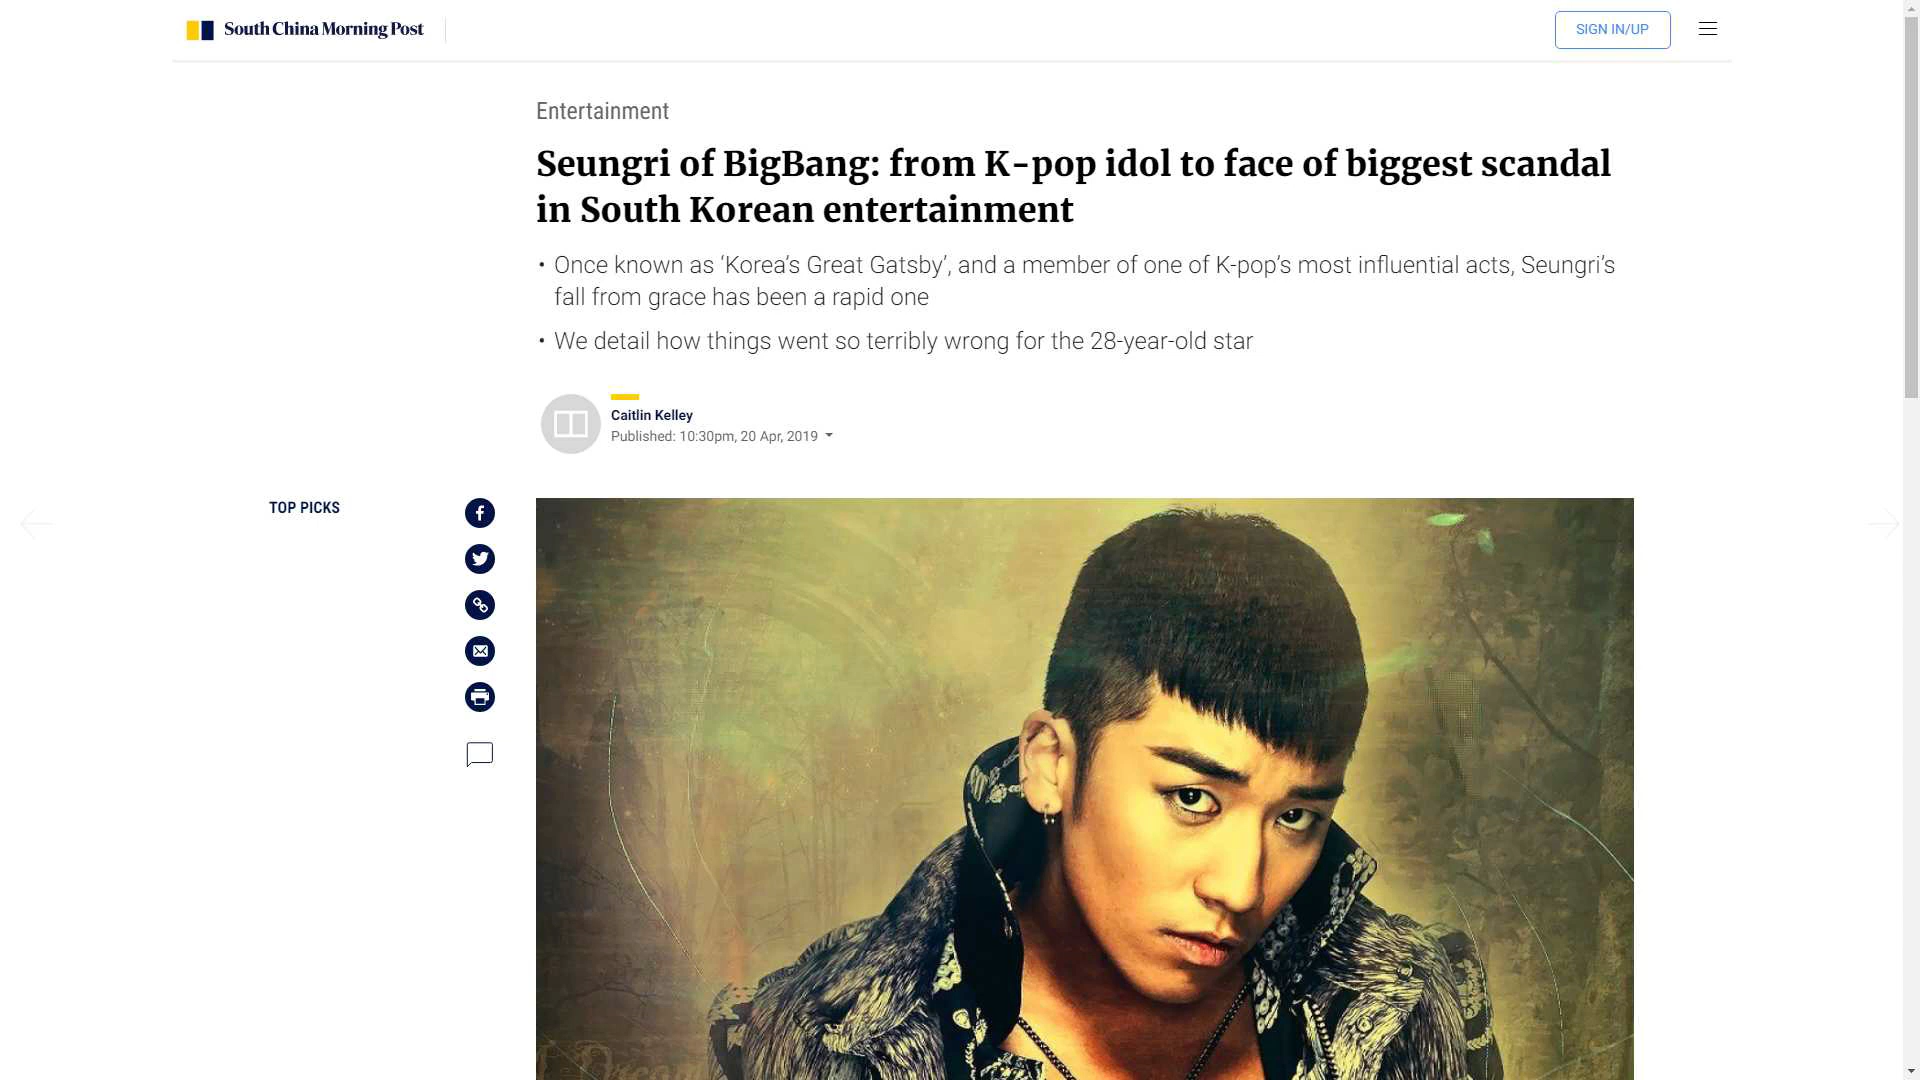 South China Morning Post
SIGN IN/UP
Entertainment
Seungri of BigBang: from K-pop idol to face of biggest scandal
in South Korean entertainment
• Once known as ‘Korea’s Great Gatsby’, and a member of one of K-pop’s most influential acts, Seungri’s
fall from grace has been a rapid one
• We detail how things went so terribly wrong for the 28-year-old star
Caitlin Kelley
Published: 10:30pm, 20 Apr, 2019
TOP PICKS
Dream